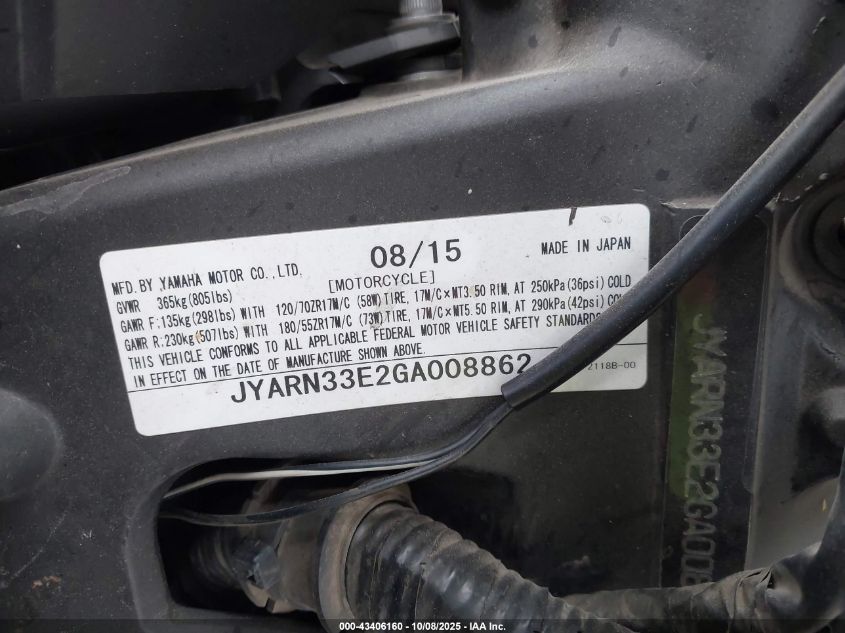 08/15
MADE IN JAPAN
MFD. BY YAMAHA MOTOR CO., LTD.
[MOTORCYCLE]
GVWR 365kg(805lbs)
GAWR F:135kg(298lbs)WITH 120/70ZR17M/C (58W)TIRE, 17M/C×MT3.50 RIM, AT 250kPa(36psi) COLD
GAWR R:230kg(507lbs)WITH 180/55ZR17M/C (73W)TIRE, 17M/C×MT5.50 RIM, AT 290kPa(42psi)
THIS VEHICLE CONFORMS TO ALL APPLICABLE FEDERAL MOTOR VEHICLE SAFETY STANDARDS
IN EFFECT ON THE DATE OF MANUFACTURE SHOWN ABOVE.
JYARN33E2GA008862
2118B-00
JYARN33E2GA008
000-43406160 - 10/08/2025 - IAA Inc.